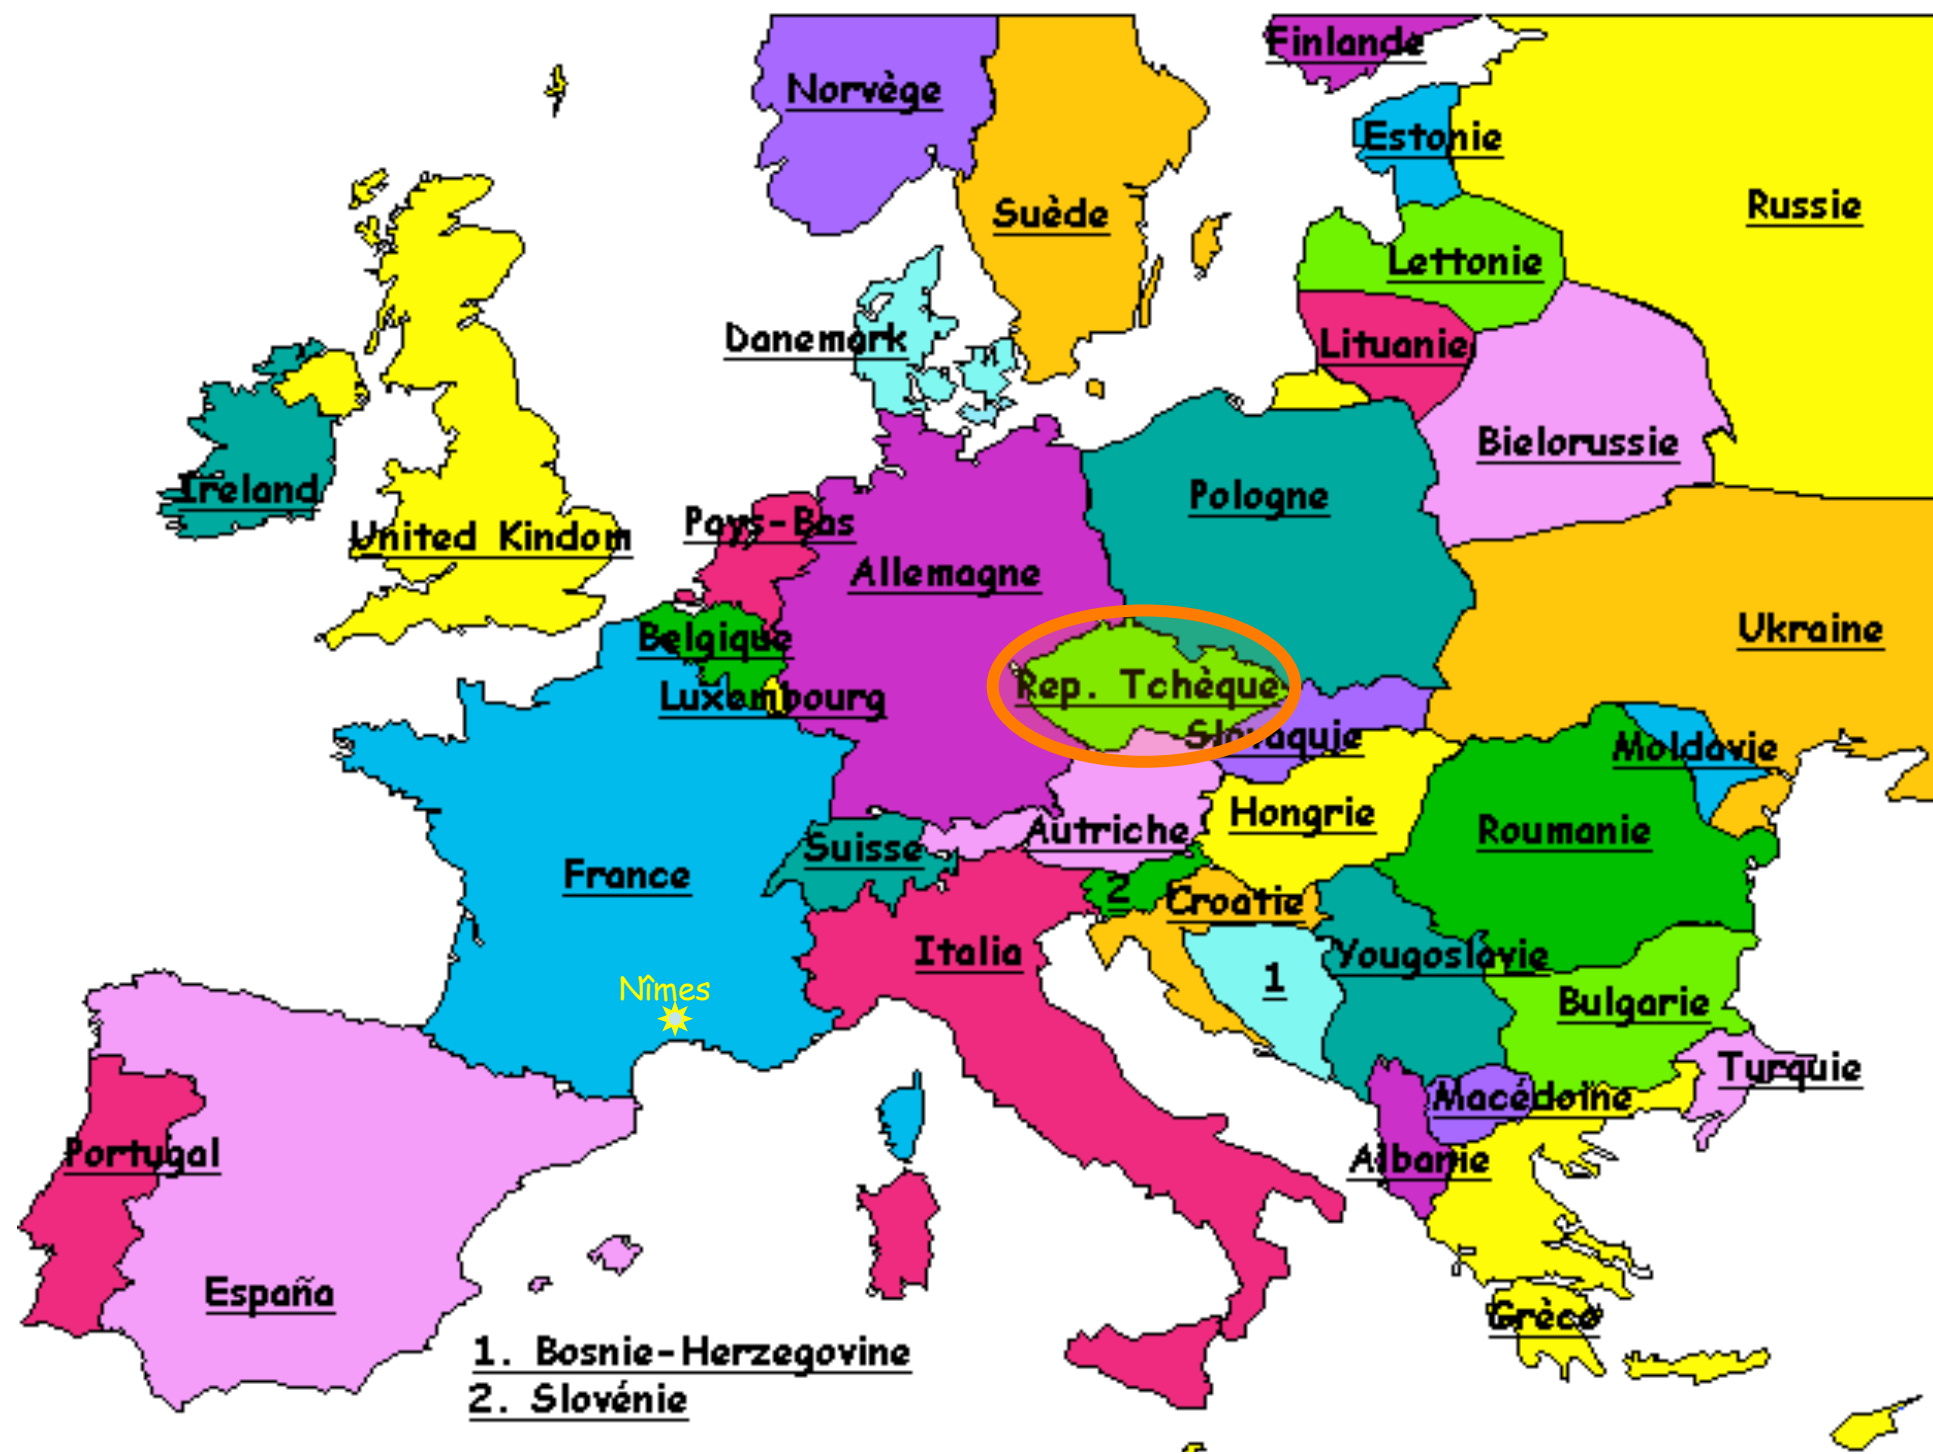 Finlande
Norvège
Estonie
Russie
Suède
Lettonie
Danemark
Lituanie
Bielorussie
Ireland
Pologne
United Kindom
Pays-Bas
Allemagne
Belgique
Ukraine
Luxembourg
Rep. Tchèque
Slovaquie
Moldavie
Hongrie
Roumanie
Autriche
Suisse
France
2
Croatie
Italia
Yougoslavie
1
Nîmes
Bulgarie
Turquie
Macédoine
Portugal
Albanie
España
Grèce
1. Bosnie-Herzegovine
2. Slovénie